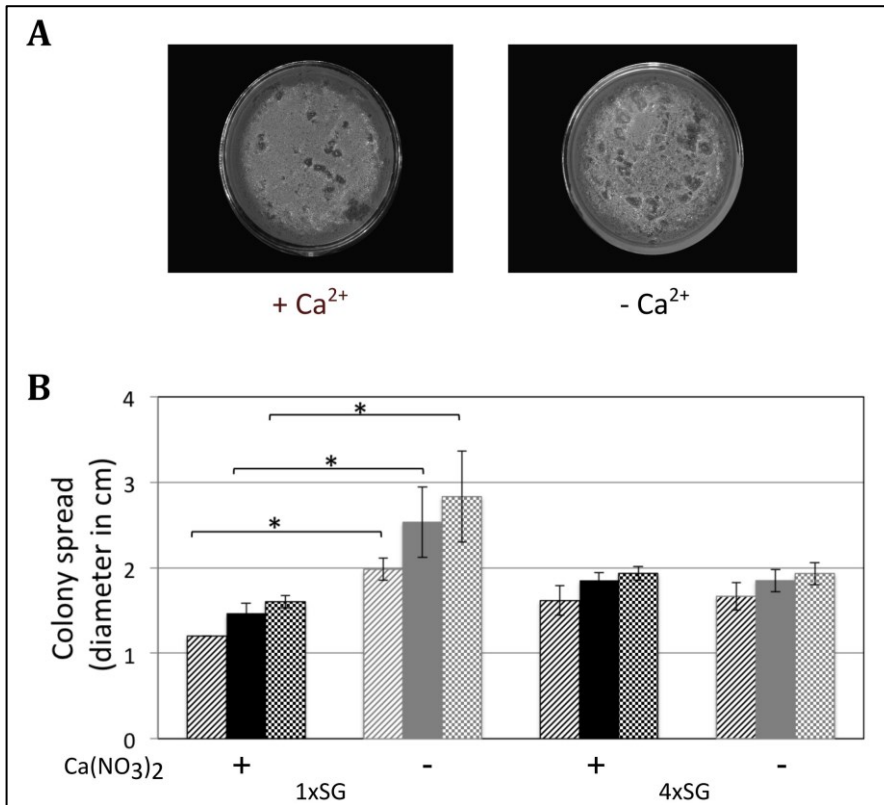 A
+ Ca²⁺
- Ca²⁺
B
Colony spread
(diameter in cm)
4
3
2
1
0
*
*
*
Ca(NO3)2
+
-
+
-
1xSG
4xSG